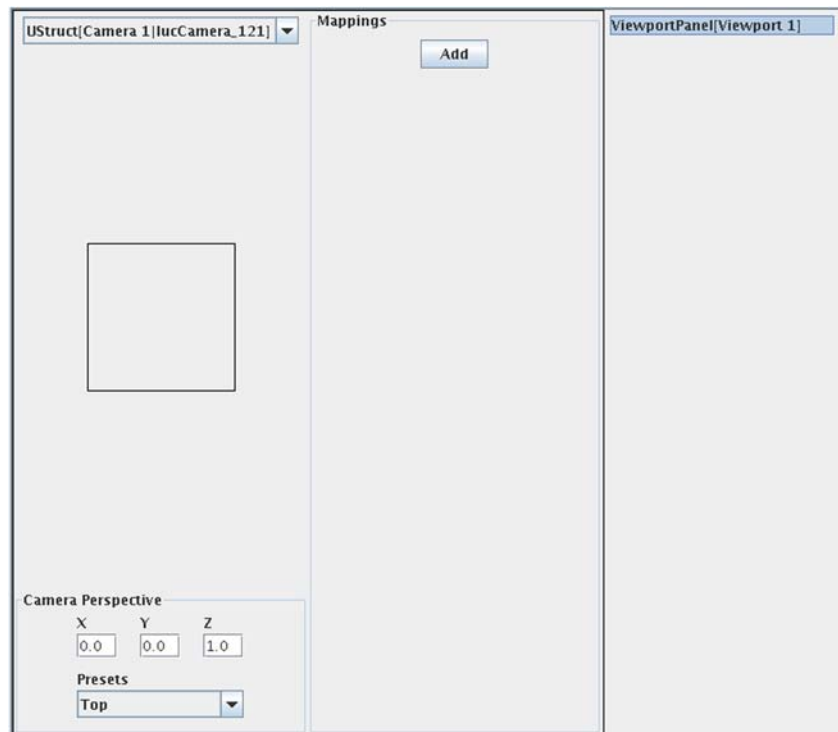 UStruct[Camera 1|lucCamera_121]
Mappings
Add
ViewportPanel[Viewport 1]
Camera Perspective
X Y Z
0.0 0.0 1.0
Presets
Top